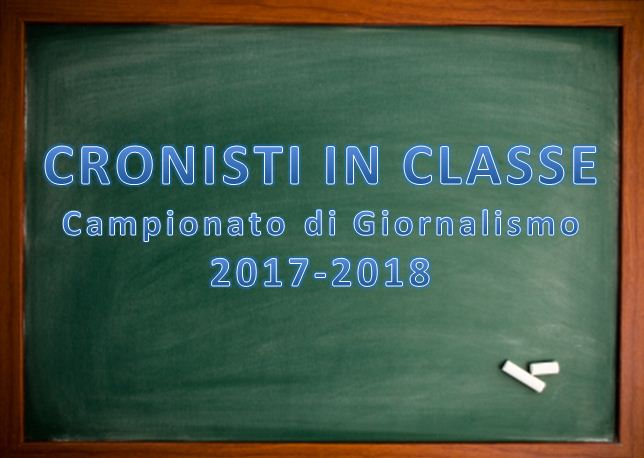 CRONISTI IN CLASSE
Campionato di Giornalismo
2017-2018